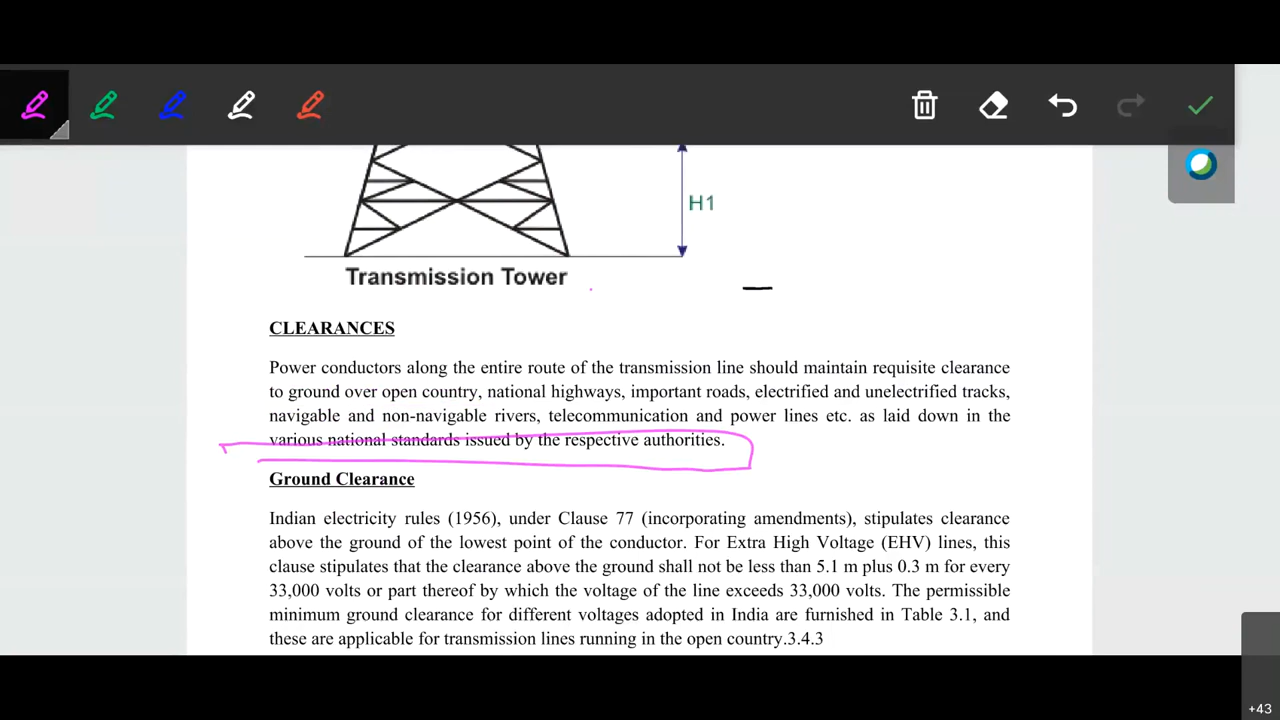 H1
Transmission Tower
CLEARANCES
Power conductors along the entire route of the transmission line should maintain requisite clearance
to ground over open country, national highways, important roads, electrified and unelectrified tracks,
navigable and non-navigable rivers, telecommunication and power lines etc. as laid down in the
various national standards issued by the respective authorities.
Ground Clearance
Indian electricity rules (1956), under Clause 77 (incorporating amendments), stipulates clearance
above the ground of the lowest point of the conductor. For Extra High Voltage (EHV) lines, this
clause stipulates that the clearance above the ground shall not be less than 5.1 m plus 0.3 m for every
33,000 volts or part thereof by which the voltage of the line exceeds 33,000 volts. The permissible
minimum ground clearance for different voltages adopted in India are furnished in Table 3.1, and
these are applicable for transmission lines running in the open country.3.4.3
+43